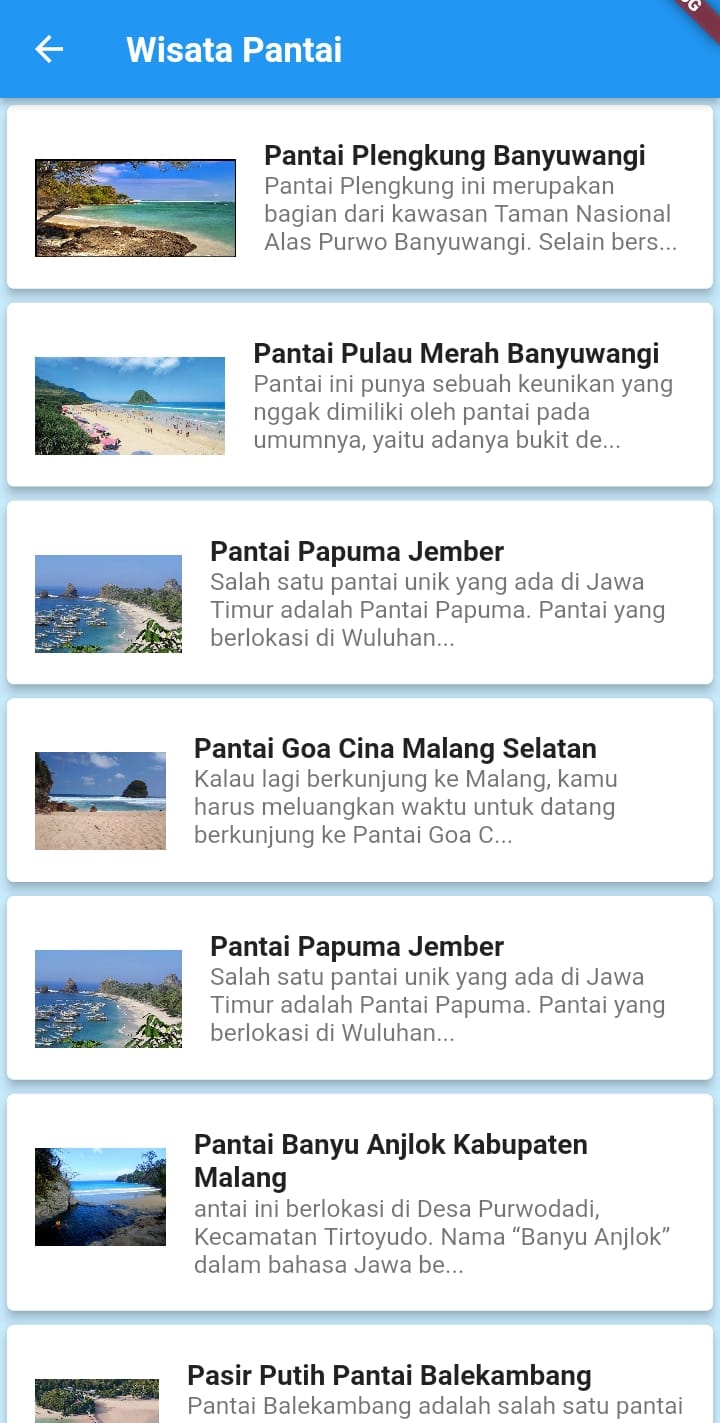 Wisata Pantai
Pantai Plengkung Banyuwangi
Pantai Plengkung ini merupakan
bagian dari kawasan Taman Nasional
Alas Purwo Banyuwangi. Selain bers...
Pantai Pulau Merah Banyuwangi
Pantai ini punya sebuah keunikan yang
nggak dimiliki oleh pantai pada
umumnya, yaitu adanya bukit de...
Pantai Papuma Jember
Salah satu pantai unik yang ada di Jawa
Timur adalah Pantai Papuma. Pantai yang
berlokasi di Wuluhan...
Pantai Goa Cina Malang Selatan
Kalau lagi berkunjung ke Malang, kamu
harus meluangkan waktu untuk datang
berkunjung ke Pantai Goa C...
Pantai Papuma Jember
Salah satu pantai unik yang ada di Jawa
Timur adalah Pantai Papuma. Pantai yang
berlokasi di Wuluhan...
Pantai Banyu Anjlok Kabupaten
Malang
antai ini berlokasi di Desa Purwodadi,
Kecamatan Tirtoyudo. Nama “Banyu Anjlok”
dalam bahasa Jawa be...
Pasir Putih Pantai Balekambang
Pantai Balekambang adalah salah satu pantai